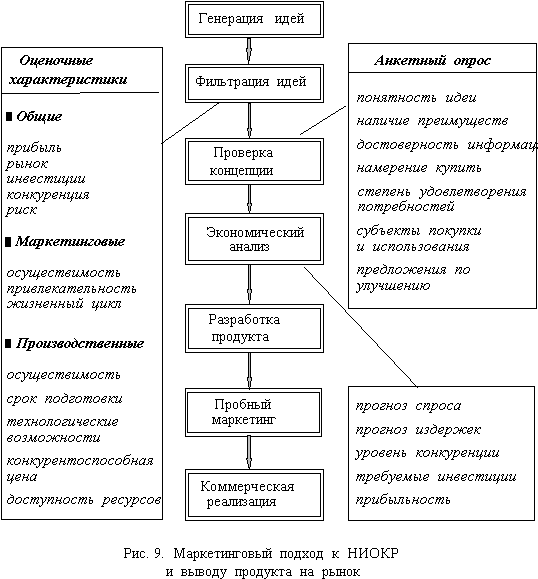 Генерация идей
Оценочные
характеристики
■ Общие
прибыль
рынок
инвестиции
конкуренция
риск
■ Маркетинговые
осуществимость
привлекательность
жизненный цикл
■ Производственные
осуществимость
срок подготовки
технологические
возможности
конкурентоспособная
цена
доступность ресурсов
Фильтрация идей
Проверка
концепции
Экономический
анализ
Разработка
продукта
Пробный
маркетинг
Коммерческая
реализация
Анкетный опрос
понятность идеи
наличие преимуществ
достоверность информац
намерение купить
степень удовлетворения
потребностей
субъекты покупки
и использования
предложения по
улучшению
прогноз спроса
прогноз издержек
уровень конкуренции
требуемые инвестиции
прибыльность
Рис. 9. Маркетинговый подход к НИОКР
и выводу продукта на рынок